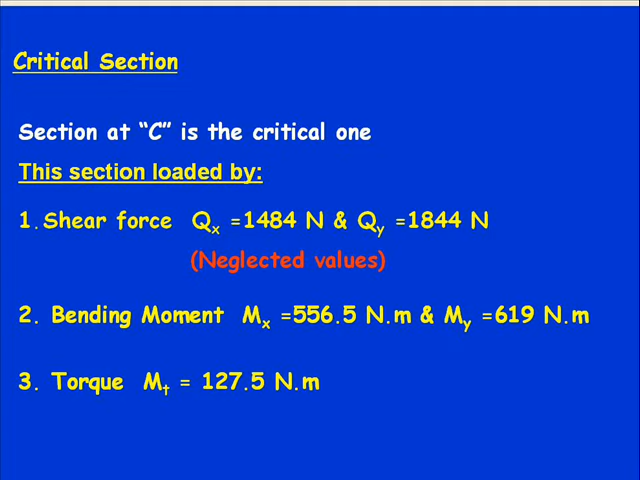 Critical Section
Section at “C” is the critical one
This section loaded by:
1.Shear force Qx =1484 N & Qy =1844 N
(Neglected values)
2. Bending Moment Mx =556.5 N.m & My =619 N.m
3. Torque Mt = 127.5 N.m